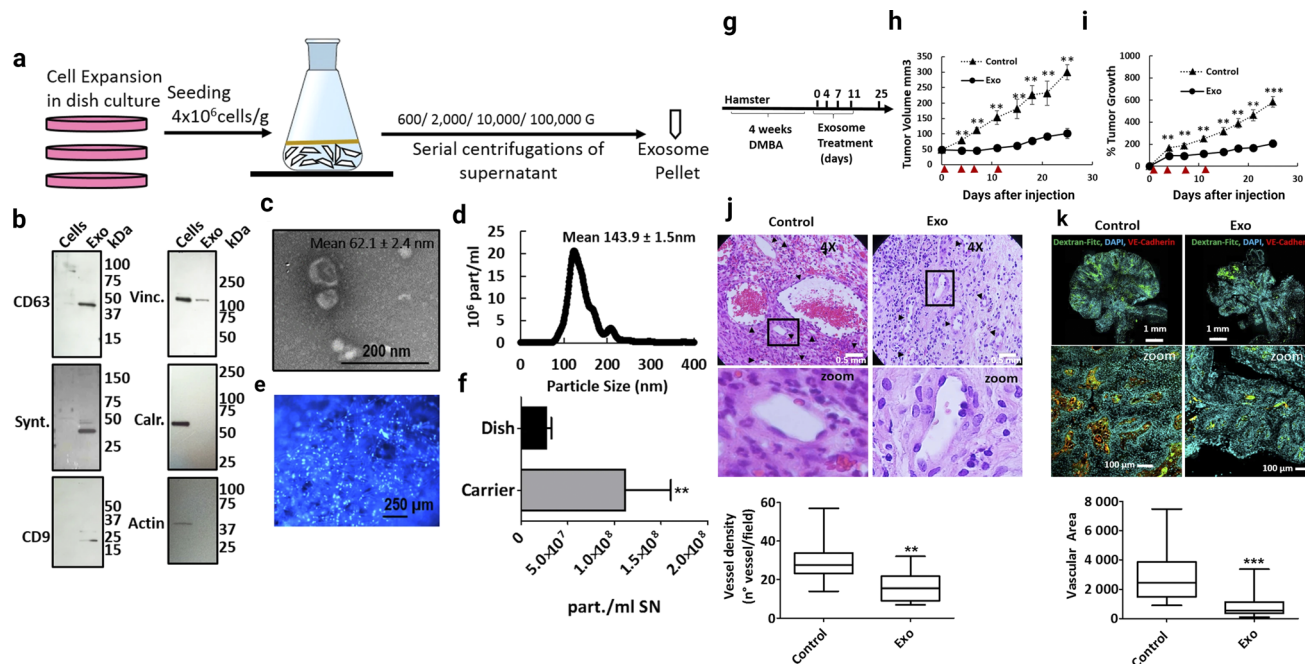 a
Cell Expansion
in dish culture
Seeding
4x10⁶cells/g
600/ 2,000/ 10,000/ 100,000 G
Serial centrifugations of
supernatant
Exosome
Pellet
b
Cells
Exo
kDa
CD63
100
75
50
37
15
Cells
Exo
kDa
Vinc.
250
100
75
50
Synt.
150
75
50
25
Calr.
250
100
75
50
25
CD9
50
37
25
15
Actin
100
75
50
37
25
c
Mean 62.1 ± 2.4 nm
200 nm
d
Mean 143.9 ± 1.5nm
10⁶ part/ml
25
20
15
10
5
0
0
100
200
300
400
Particle Size (nm)
e
250 µm
f
Dish
Carrier
**
0
5.0×10⁷
1.0×10⁸
1.5×10⁸
2.0×10⁸
part./ml SN
g
Hamster
0 4 7 11 25
4 weeks
DMBA
Exosome
Treatment
(days)
h
Tumor Volume mm3
350
300
250
200
150
100
50
0
Control
Exo
** ** ** ** ** ** **
0 10 20 30
Days after injection
i
% Tumor Growth
1000
800
600
400
200
0
Control
Exo
** ** ** ** ** ** ***
0 10 20 30
Days after injection
j
Control
Exo
4X
0.5 mm
4X
0.5 mm
zoom
zoom
Vessel density
(n° vessel/field)
60
40
20
0
**
Control
Exo
k
Control
Exo
Dextran-Fitc, DAPI, VE-Cadherin
Dextran-Fitc, DAPI, VE-Cadherin
1 mm
1 mm
zoom
100 µm
zoom
100 µm
Vascular Area
8 000
6 000
4 000
2 000
0
***
Control
Exo